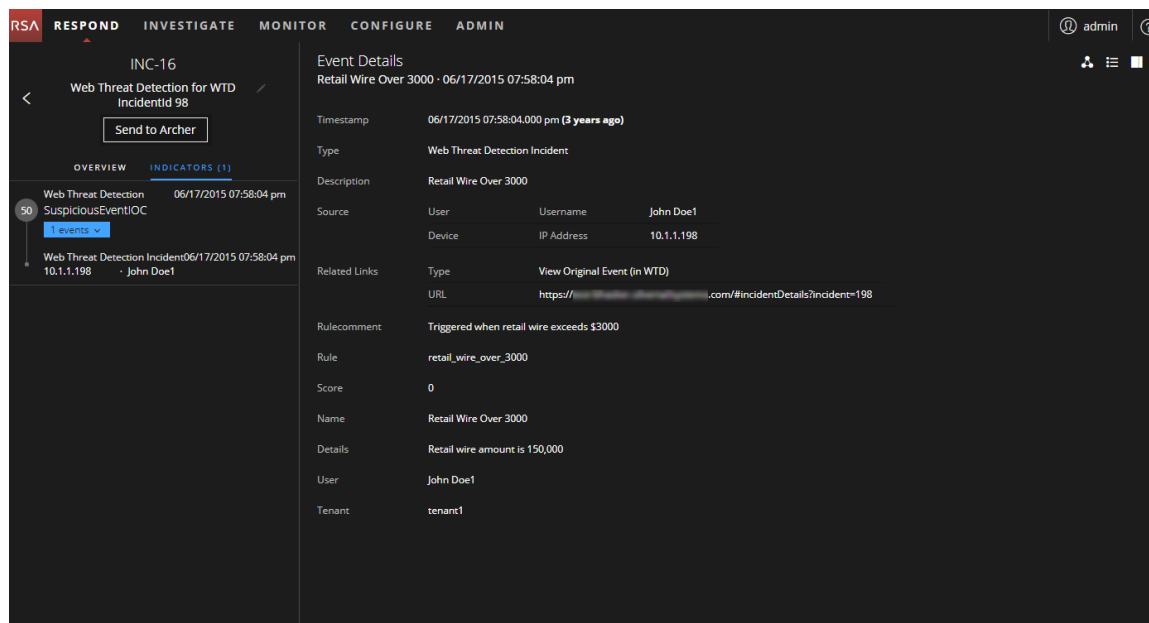 RSA RESPOND INVESTIGATE MONITOR CONFIGURE ADMIN admin
INC-16
Web Threat Detection for WTD
IncidentId 98
Send to Archer
OVERVIEW INDICATORS (1)
Web Threat Detection 06/17/2015 07:58:04 pm
50 SuspiciousEventIOC
1 events
Web Threat Detection Incident06/17/2015 07:58:04 pm
10.1.1.198 · John Doe1
Event Details
Retail Wire Over 3000 · 06/17/2015 07:58:04 pm
Timestamp 06/17/2015 07:58:04.000 pm (3 years ago)
Type Web Threat Detection Incident
Description Retail Wire Over 3000
Source User Username John Doe1
Device IP Address 10.1.1.198
Related Links Type View Original Event (in WTD)
URL https:// .com/#incidentDetails?incident=198
Rulecomment Triggered when retail wire exceeds $3000
Rule retail_wire_over_3000
Score 0
Name Retail Wire Over 3000
Details Retail wire amount is 150,000
User John Doe1
Tenant tenant1